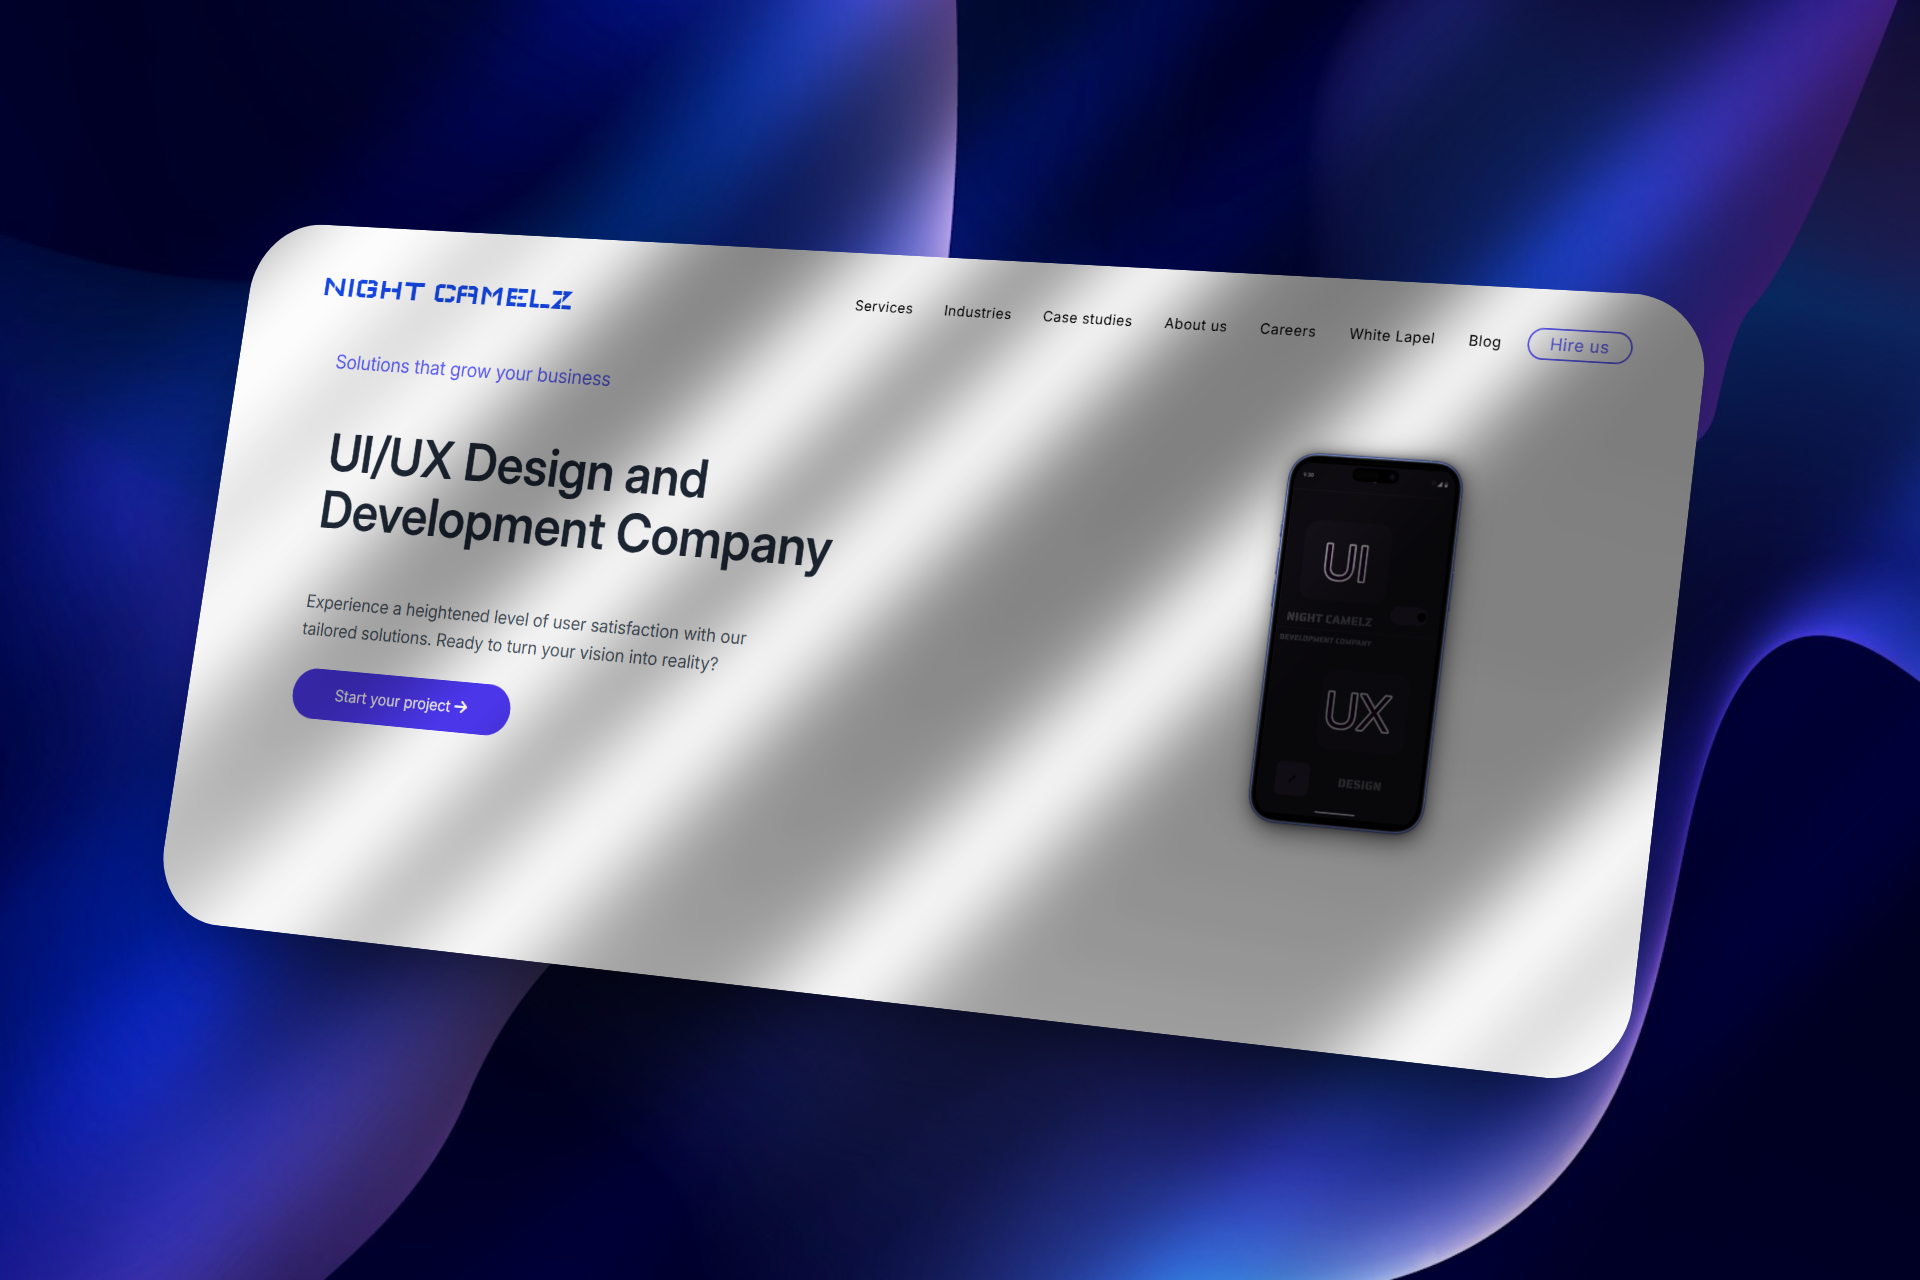 NIGHT CAMELZ
Services Industries Case studies About us Careers White Lapel Blog Hire us
Solutions that grow your business
UI/UX Design and
Development Company
Experience a heightened level of user satisfaction with our
tailored solutions. Ready to turn your vision into reality?
Start your project →
UI
NIGHT CAMELZ
DEVELOPMENT COMPANY
UX
DESIGN